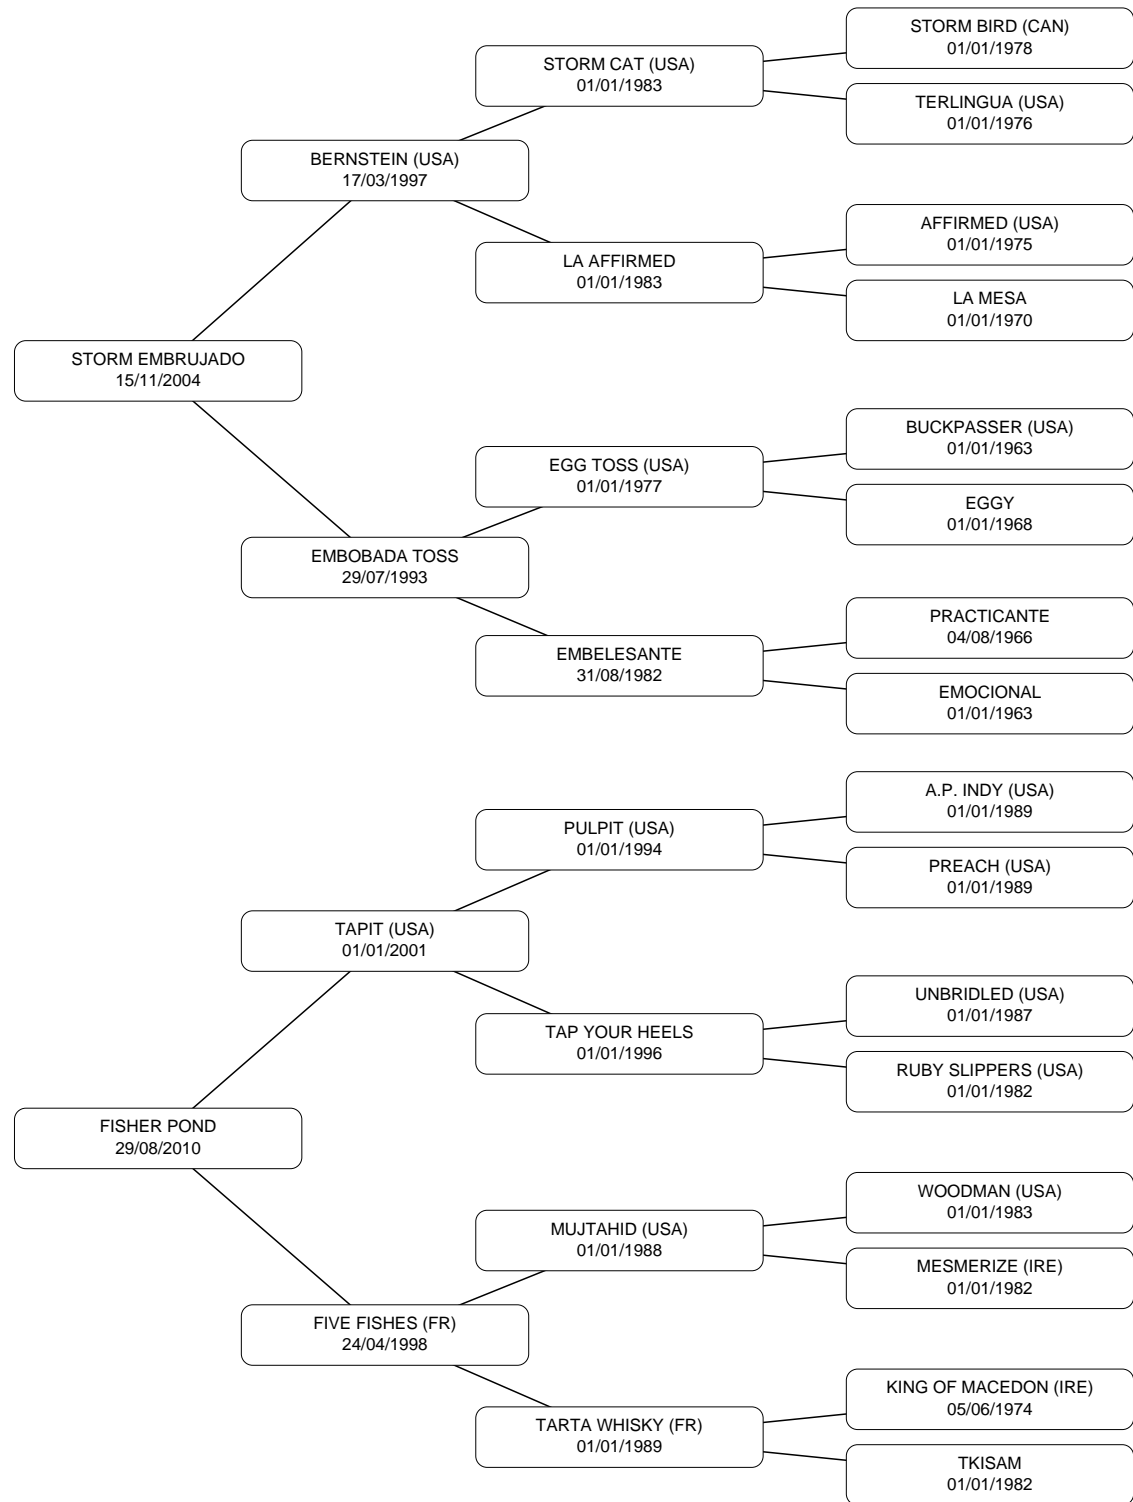 STORM BIRD (CAN)
01/01/1978
STORM CAT (USA)
01/01/1983
TERLINGUA (USA)
01/01/1976
BERNSTEIN (USA)
17/03/1997
AFFIRMED (USA)
01/01/1975
LA AFFIRMED
01/01/1983
LA MESA
01/01/1970
STORM EMBRUJADO
15/11/2004
BUCKPASSER (USA)
01/01/1963
EGG TOSS (USA)
01/01/1977
EGGY
01/01/1968
EMBOBADA TOSS
29/07/1993
PRACTICANTE
04/08/1966
EMBELESANTE
31/08/1982
EMOCIONAL
01/01/1963
A.P. INDY (USA)
01/01/1989
PULPIT (USA)
01/01/1994
PREACH (USA)
01/01/1989
TAPIT (USA)
01/01/2001
UNBRIDLED (USA)
01/01/1987
TAP YOUR HEELS
01/01/1996
RUBY SLIPPERS (USA)
01/01/1982
FISHER POND
29/08/2010
WOODMAN (USA)
01/01/1983
MUJTAHID (USA)
01/01/1988
MESMERIZE (IRE)
01/01/1982
FIVE FISHES (FR)
24/04/1998
KING OF MACEDON (IRE)
05/06/1974
TARTA WHISKY (FR)
01/01/1989
TKISAM
01/01/1982